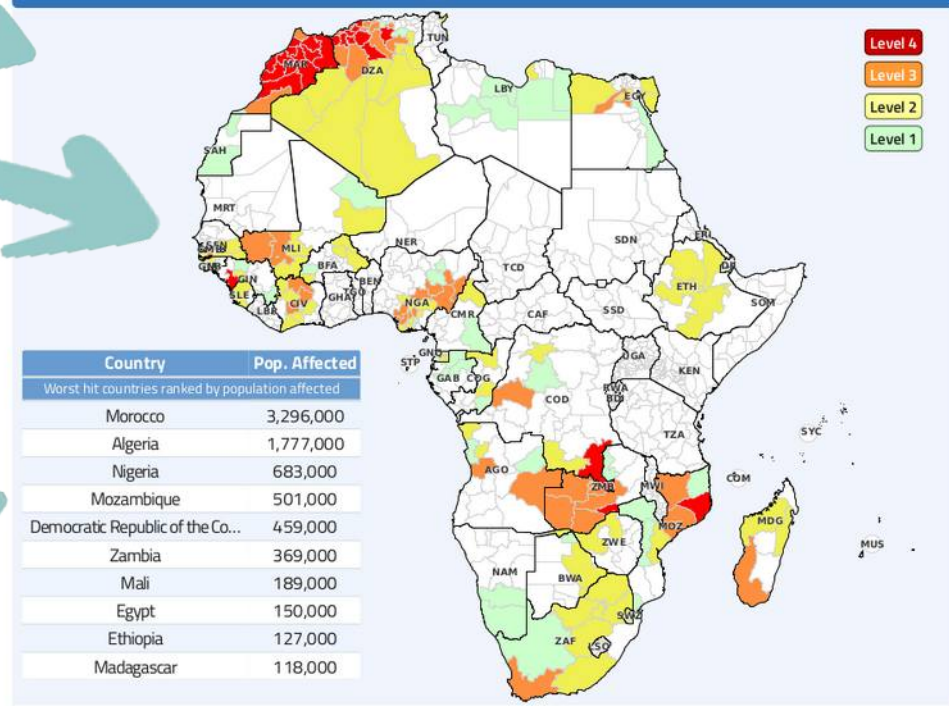 Level 4
Level 3
Level 2
Level 1
TUN
MAR
DZA
LBY
EGY
SAH
MRT
MLI
NER
TCD
SDN
ERI
SEN
GNB
GIN
SLE
LBR
CIV
BFA
GHA
TGO
BEN
NGA
CMR
CAF
SSD
ETH
SOM
STP
GNQ
GAB
COG
COD
UGA
KEN
RWA
BDI
TZA
SYC
COM
AGO
ZMB
MWI
MOZ
MDG
MUS
NAM
ZWE
BWA
SWZ
ZAF
LSO
Country Pop. Affected
Worst hit countries ranked by population affected
Morocco 3,296,000
Algeria 1,777,000
Nigeria 683,000
Mozambique 501,000
Democratic Republic of the Co... 459,000
Zambia 369,000
Mali 189,000
Egypt 150,000
Ethiopia 127,000
Madagascar 118,000